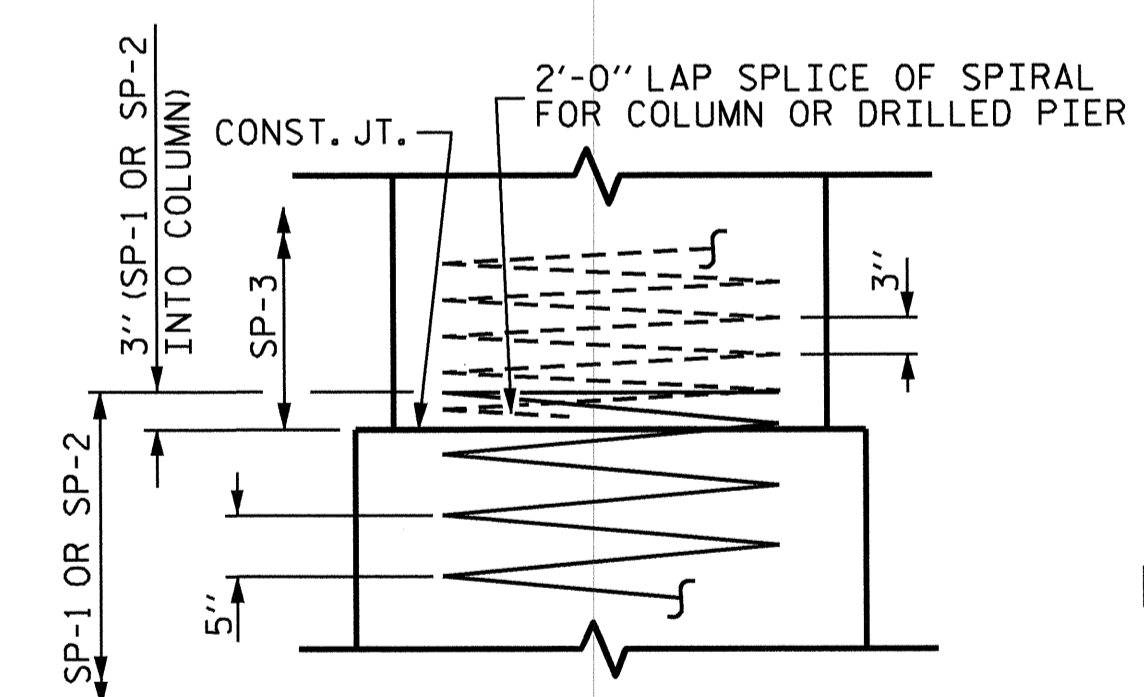 3'' (SP-1 OR SP-2
INTO COLUMN)
CONST. JT.
2'-0'' LAP SPLICE OF SPIRAL
FOR COLUMN OR DRILLED PIER
SP-3
3''
SP-1 OR SP-2
5''